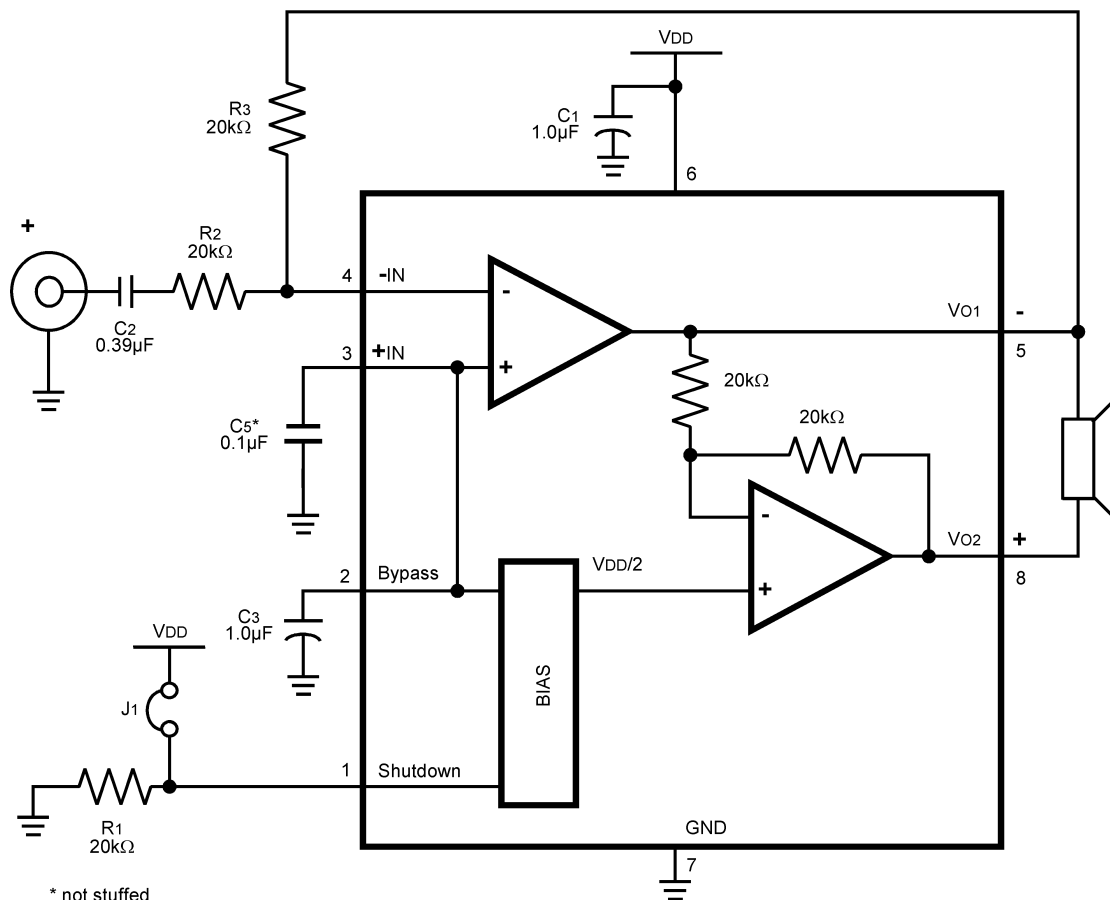 VDD
R3
20kΩ
C1
1.0µF
6
+
R2
20kΩ
4
-IN
-
C2
0.39µF
3
+IN
+
VO1
-
5
20kΩ
C5*
0.1µF
20kΩ
-
VO2
+
8
2
Bypass
VDD/2
+
C3
1.0µF
VDD
BIAS
J1
1
Shutdown
R1
20kΩ
GND
7
* not stuffed